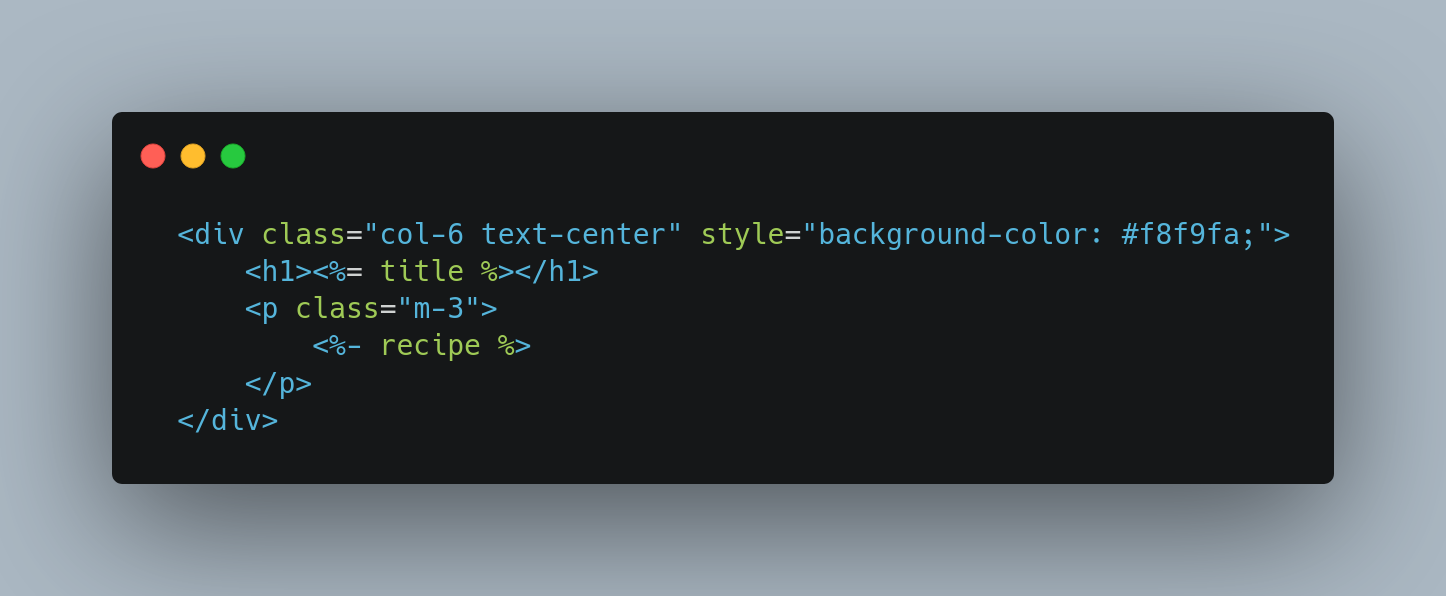 <div class="col-6 text-center" style="background-color: #f8f9fa;">
    <h1><%= title %></h1>
    <p class="m-3">
        <%- recipe %>
    </p>
</div>